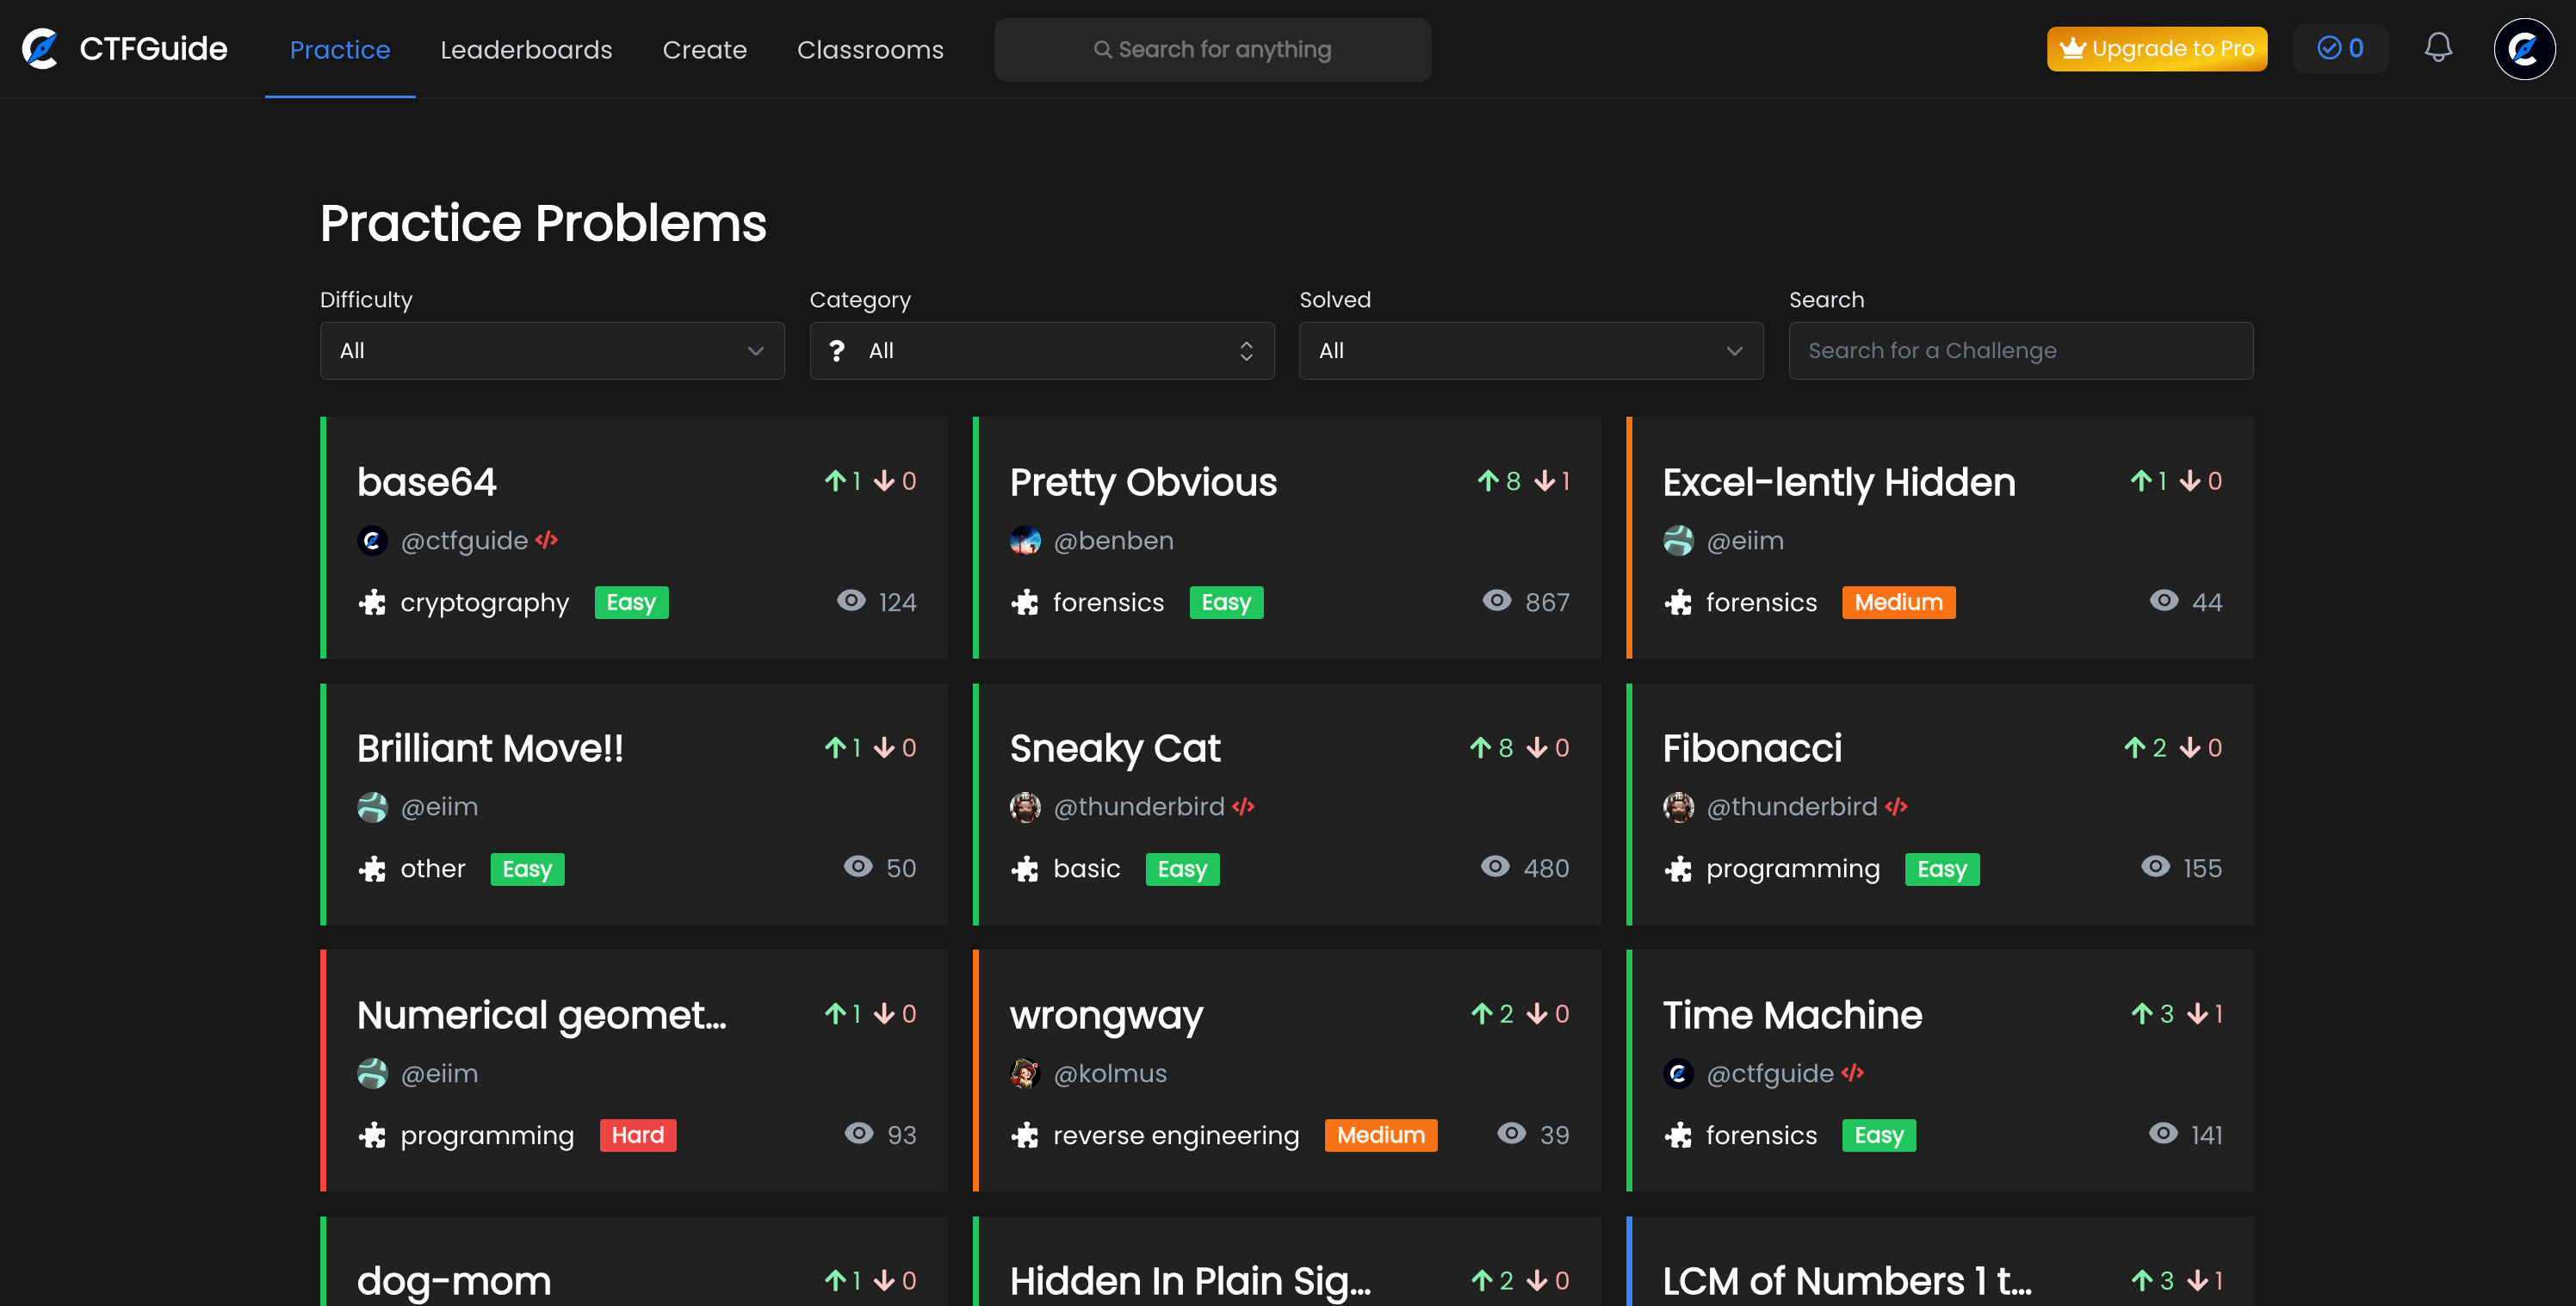 CTFGuide
Practice
Leaderboards
Create
Classrooms
Search for anything
Upgrade to Pro
0
Practice Problems
Difficulty
All
Category
? All
Solved
All
Search
Search for a Challenge
base64
1 0
@ctfguide </>
cryptography Easy 124
Pretty Obvious
8 1
@benben
forensics Easy 867
Excel-lently Hidden
1 0
@eiim
forensics Medium 44
Brilliant Move!!
1 0
@eiim
other Easy 50
Sneaky Cat
8 0
@thunderbird </>
basic Easy 480
Fibonacci
2 0
@thunderbird </>
programming Easy 155
Numerical geomet...
1 0
@eiim
programming Hard 93
wrongway
2 0
@kolmus
reverse engineering Medium 39
Time Machine
3 1
@ctfguide </>
forensics Easy 141
dog-mom
1 0
Hidden In Plain Sig...
2 0
LCM of Numbers 1 t...
3 1